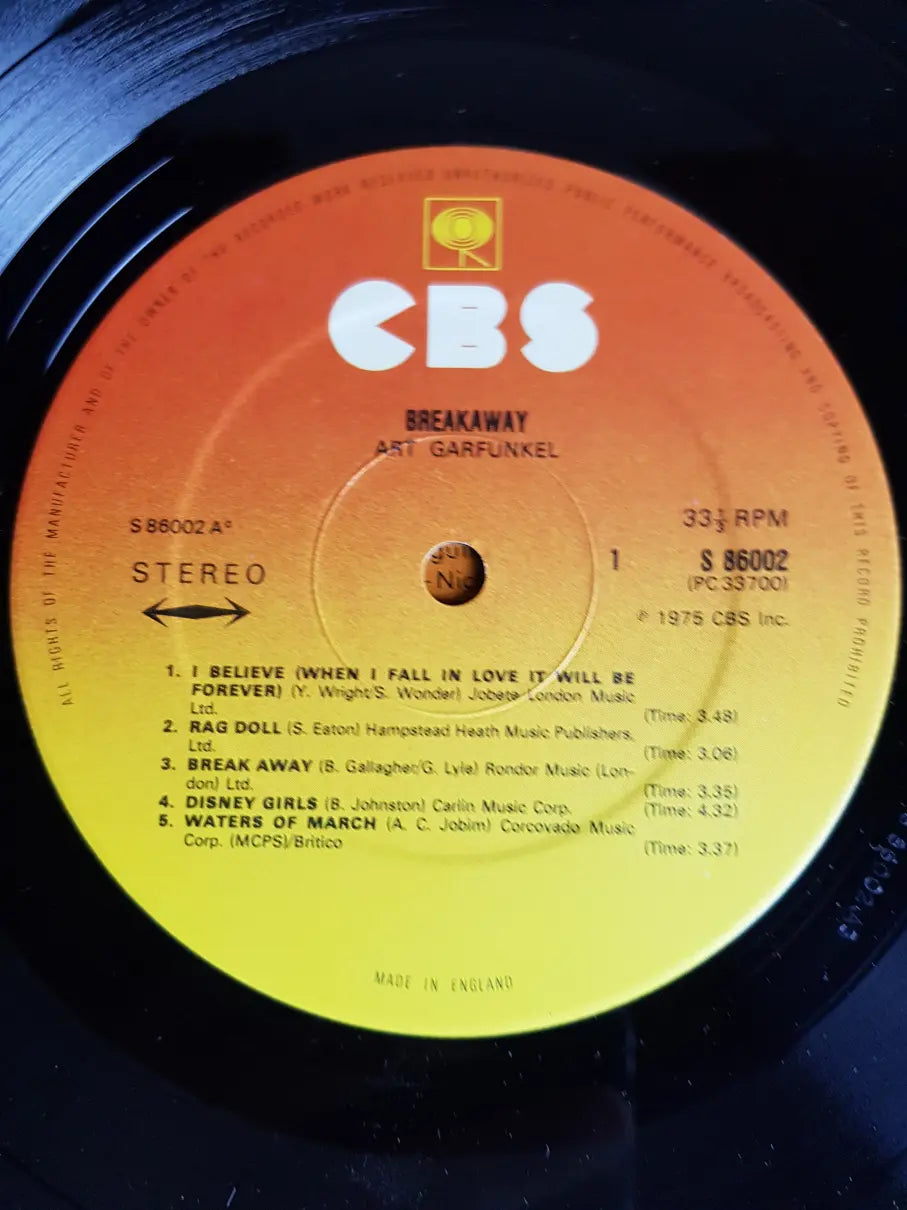 ALL RIGHTS OF THE MANUFACTURER AND OF THE OWNER OF THE RECORDED WORK RESERVED UNAUTHORISED PUBLIC PERFORMANCE BROADCASTING AND COPYING OF THIS RECORD PROHIBITED
CBS
BREAKAWAY
ART GARFUNKEL
S 86002 A°
33⅓ RPM
STEREO
1
S 86002
(PC 33700)
℗ 1975 CBS Inc.
-Nic
1. I BELIEVE (WHEN I FALL IN LOVE IT WILL BE
FOREVER) (Y. Wright/S. Wonder) Jobete London Music
Ltd. (Time: 3.48)
2. RAG DOLL (S. Eaton) Hampstead Heath Music Publishers,
Ltd. (Time: 3.06)
3. BREAK AWAY (B. Gallagher/G. Lyle) Rondor Music (Lon-
don) Ltd. (Time: 3.35)
4. DISNEY GIRLS (B. Johnston) Carlin Music Corp. (Time: 4.32)
5. WATERS OF MARCH (A. C. Jobim) Corcovado Music
Corp. (MCPS)/Britico (Time: 3.37)
MADE IN ENGLAND